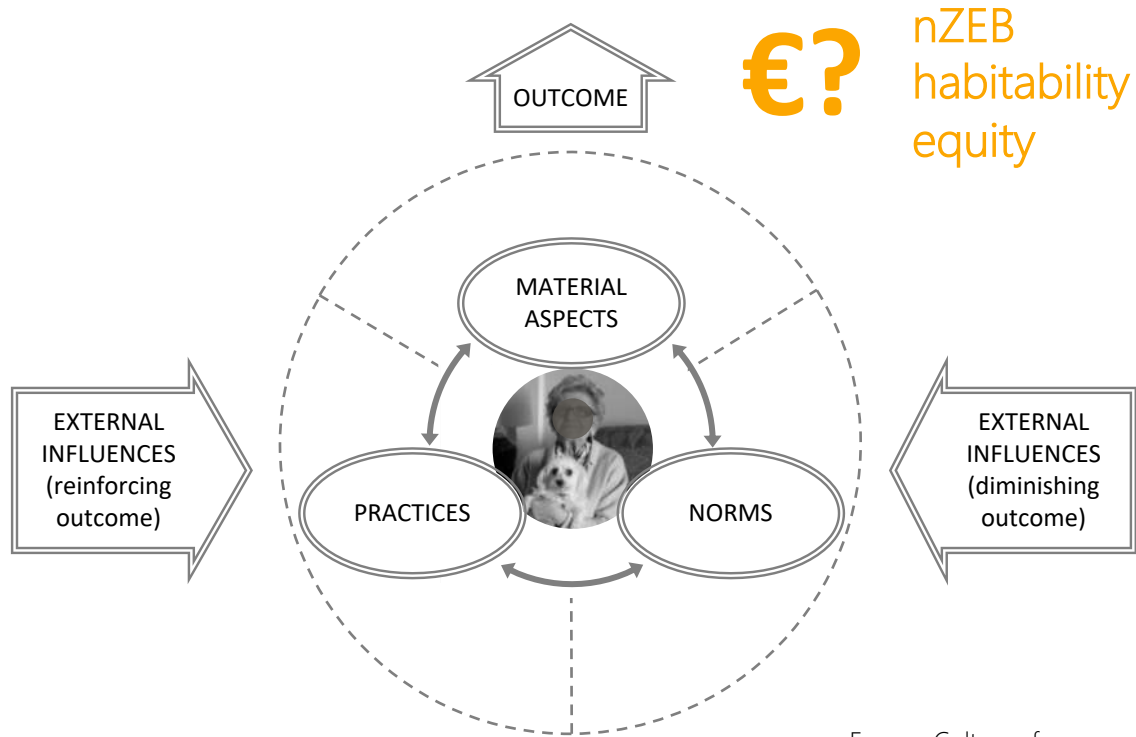 €?
nZEB
habitability
equity
OUTCOME
MATERIAL
ASPECTS
EXTERNAL
INFLUENCES
(reinforcing
outcome)
PRACTICES
NORMS
EXTERNAL
INFLUENCES
(diminishing
outcome)